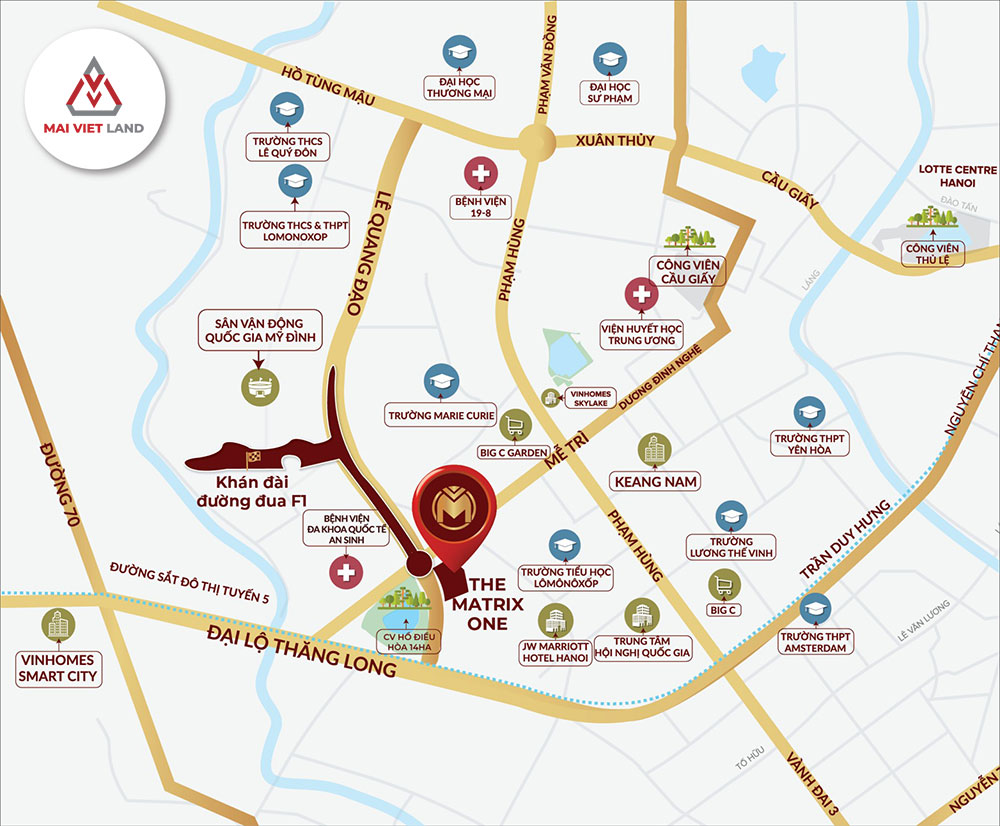 MAI VIET LAND
HỒ TÙNG MẬU
ĐẠI HỌC
THƯƠNG MẠI
PHẠM VĂN ĐỒNG
ĐẠI HỌC
SƯ PHẠM
XUÂN THỦY
CẦU GIẤY
LOTTE CENTRE
HANOI
ĐÀO TẤN
CÔNG VIÊN
THỦ LỆ
TRƯỜNG THCS
LÊ QUÝ ĐÔN
TRƯỜNG THCS & THPT
LOMONOXOP
LÊ QUANG ĐẠO
BỆNH VIỆN
19-8
PHẠM HÙNG
CÔNG VIÊN
CẦU GIẤY
LÁNG
VIỆN HUYẾT HỌC
TRUNG ƯƠNG
SÂN VẬN ĐỘNG
QUỐC GIA MỸ ĐÌNH
TRƯỜNG MARIE CURIE
VINHOMES
SKYLAKE
DƯƠNG ĐÌNH NGHỆ
NGUYỄN CHÍ THA
BIG C GARDEN
MỄ TRÌ
TRƯỜNG THPT
YÊN HÒA
KEANG NAM
ĐƯỜNG 70
Khán đài
đường đua F1
M
BỆNH VIỆN
ĐA KHOA QUỐC TẾ
AN SINH
PHẠM HÙNG
TRƯỜNG
LƯƠNG THẾ VINH
TRẦN DUY HƯNG
ĐƯỜNG SẮT ĐÔ THỊ TUYẾN 5
THE
MATRIX
ONE
TRƯỜNG TIỂU HỌC
LÔMÔNÔXỐP
BIG C
LÊ VĂN LƯƠNG
ĐẠI LỘ THĂNG LONG
CV HỒ ĐIỀU
HÒA 14HA
JW MARRIOTT
HOTEL HANOI
TRUNG TÂM
HỘI NGHỊ QUỐC GIA
TRƯỜNG THPT
AMSTERDAM
VINHOMES
SMART CITY
TỐ HỮU
VÀNH ĐAI 3
NGUYỄN T